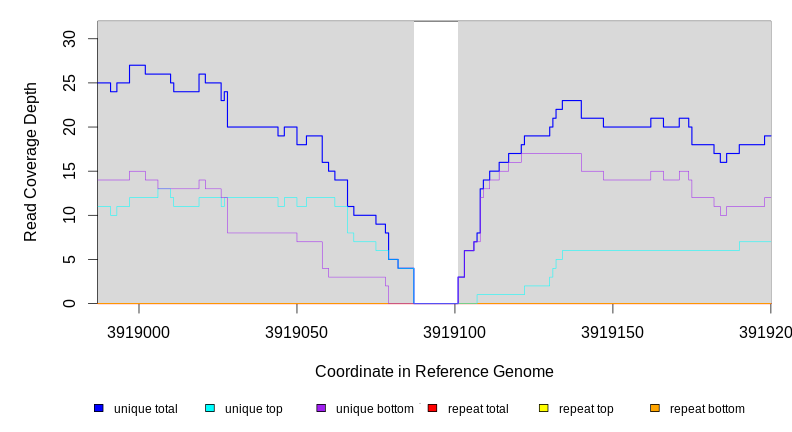 Read Coverage Depth
30
25
20
15
10
5
0
3919000 3919050 3919100 3919150 391920
Coordinate in Reference Genome
unique total unique top unique bottom repeat total repeat top repeat bottom